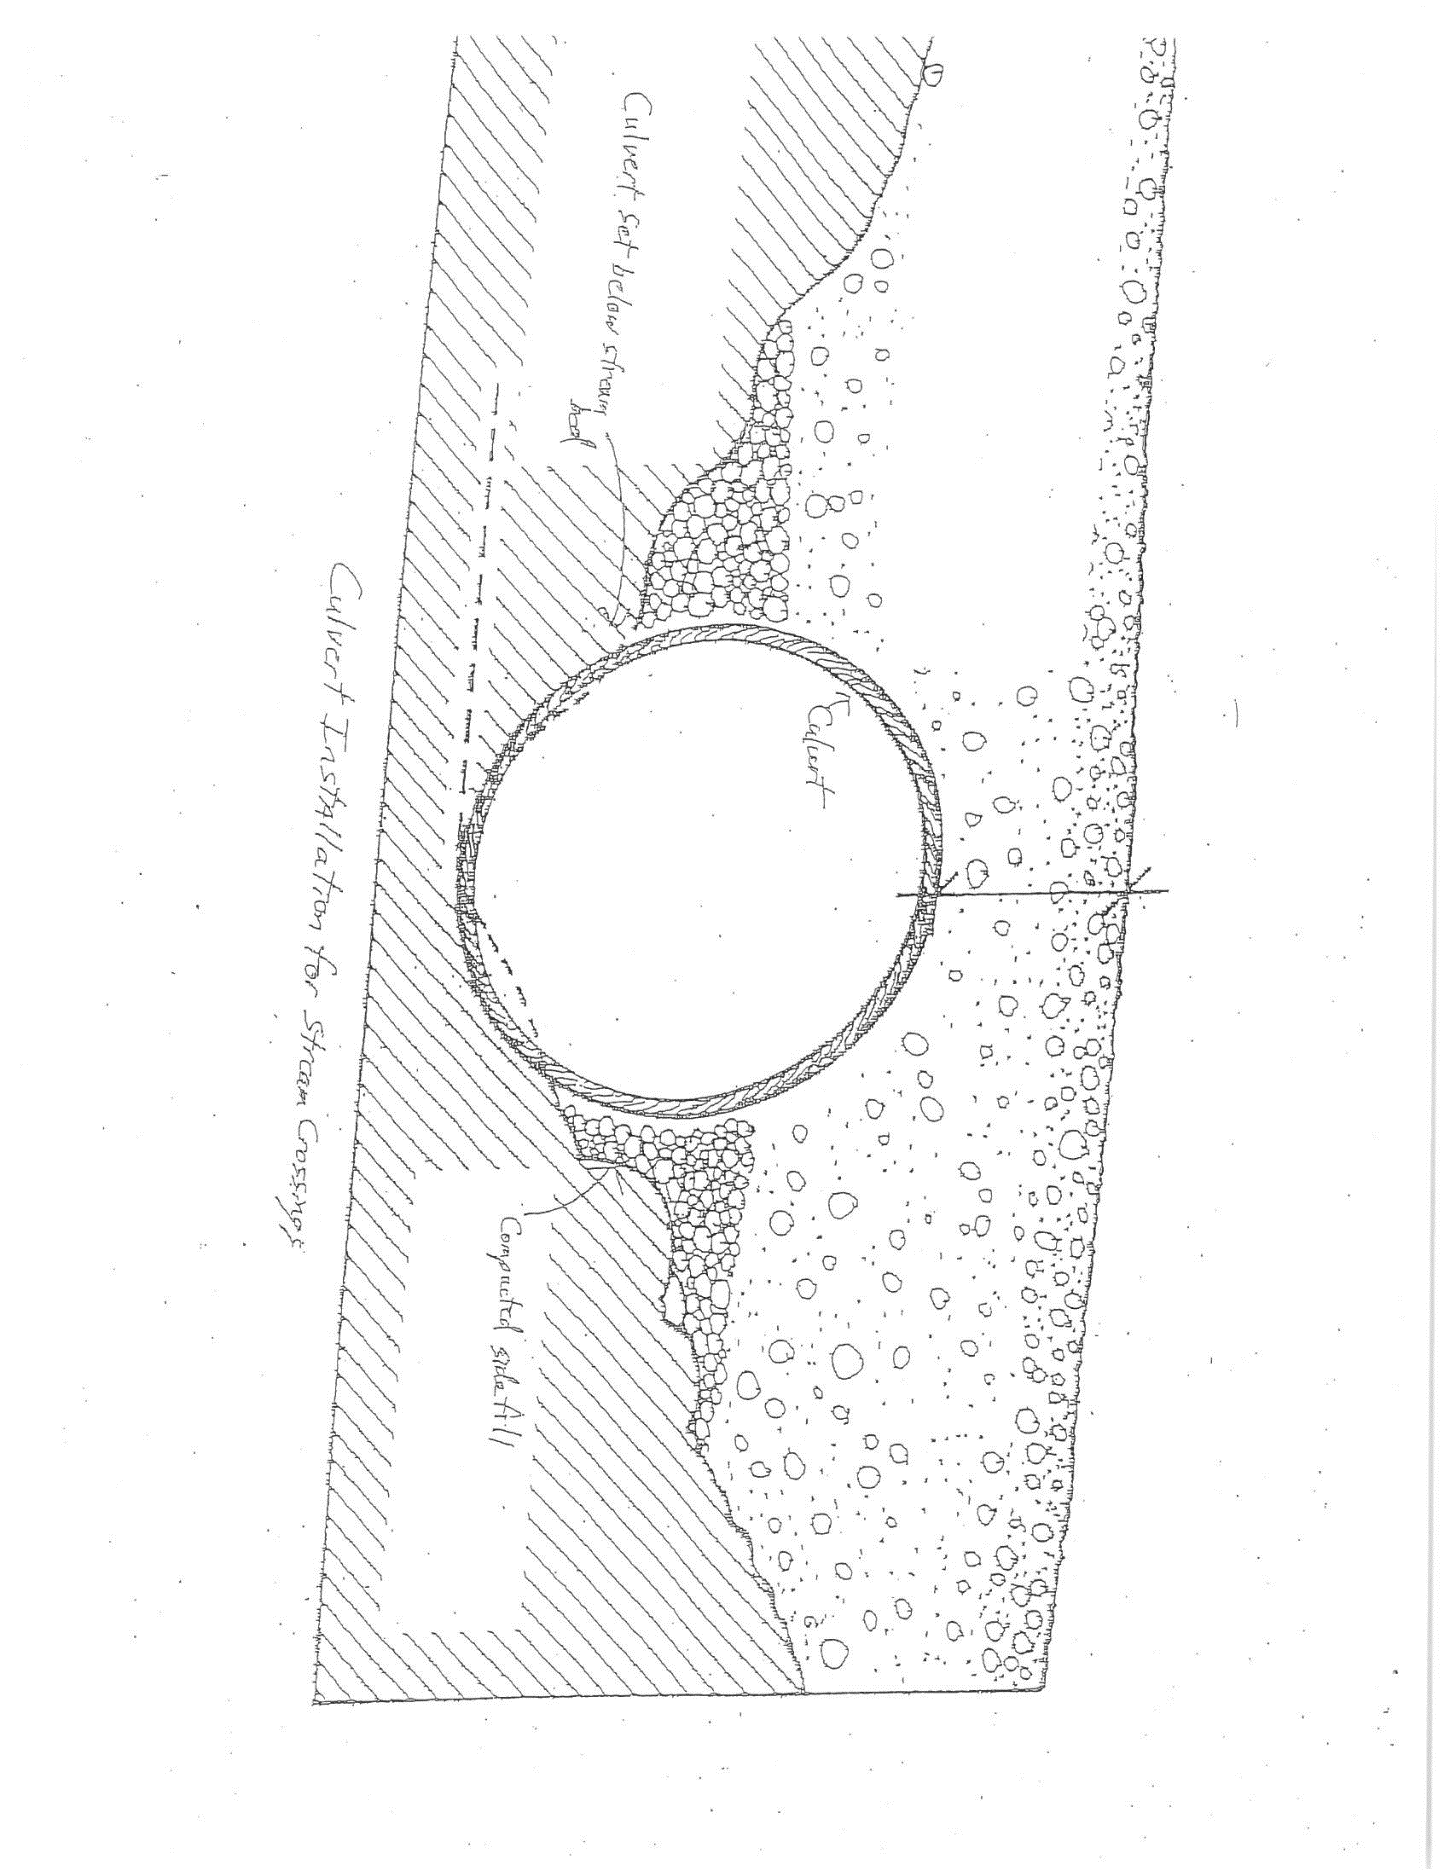 Culvert
Culvert set below stream
bed
Compacted side fill
Culvert Installation for Stream Crossings